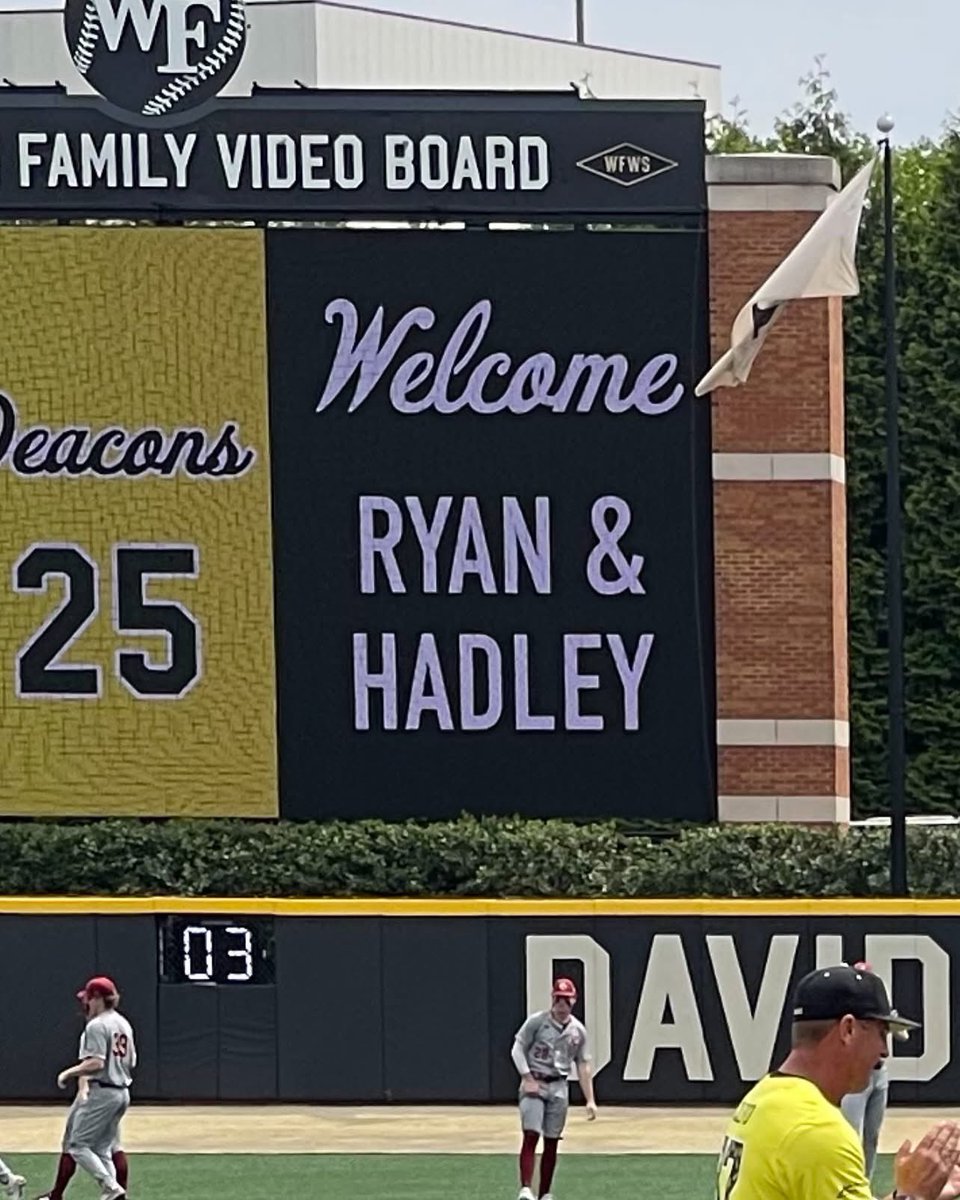 WF
FAMILY VIDEO BOARD
WFWS
Deacons
25
Welcome
RYAN &
HADLEY
03
DAVID
39
28